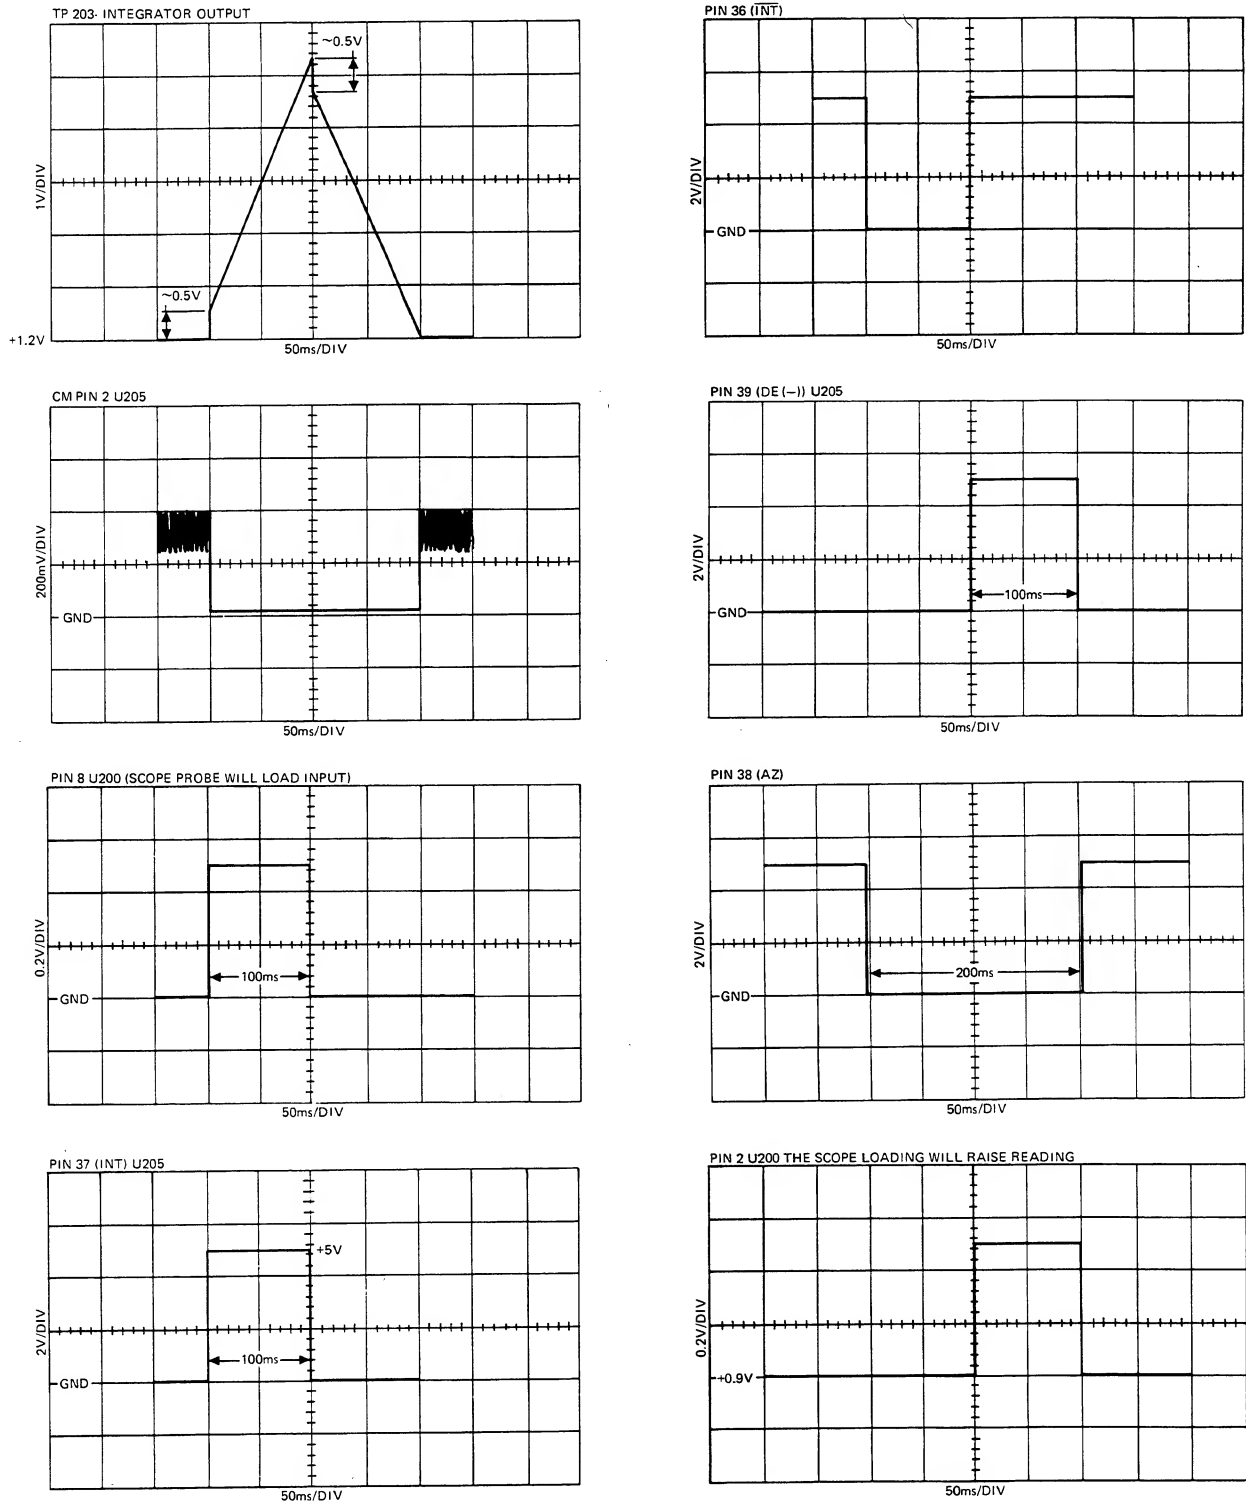 TP 203- INTEGRATOR OUTPUT
~0.5V
1V/DIV
~0.5V
+1.2V
50ms/DIV
PIN 36 (INT)
2V/DIV
GND
50ms/DIV
CM PIN 2 U205
200mV/DIV
GND
50ms/DIV
PIN 39 (DE (—)) U205
2V/DIV
100ms
GND
50ms/DIV
PIN 8 U200 (SCOPE PROBE WILL LOAD INPUT)
0.2V/DIV
100ms
GND
50ms/DIV
PIN 38 (AZ)
2V/DIV
200ms
GND
50ms/DIV
PIN 37 (INT) U205
+5V
2V/DIV
100ms
GND
50ms/DIV
PIN 2 U200 THE SCOPE LOADING WILL RAISE READING
0.2V/DIV
+0.9V
50ms/DIV